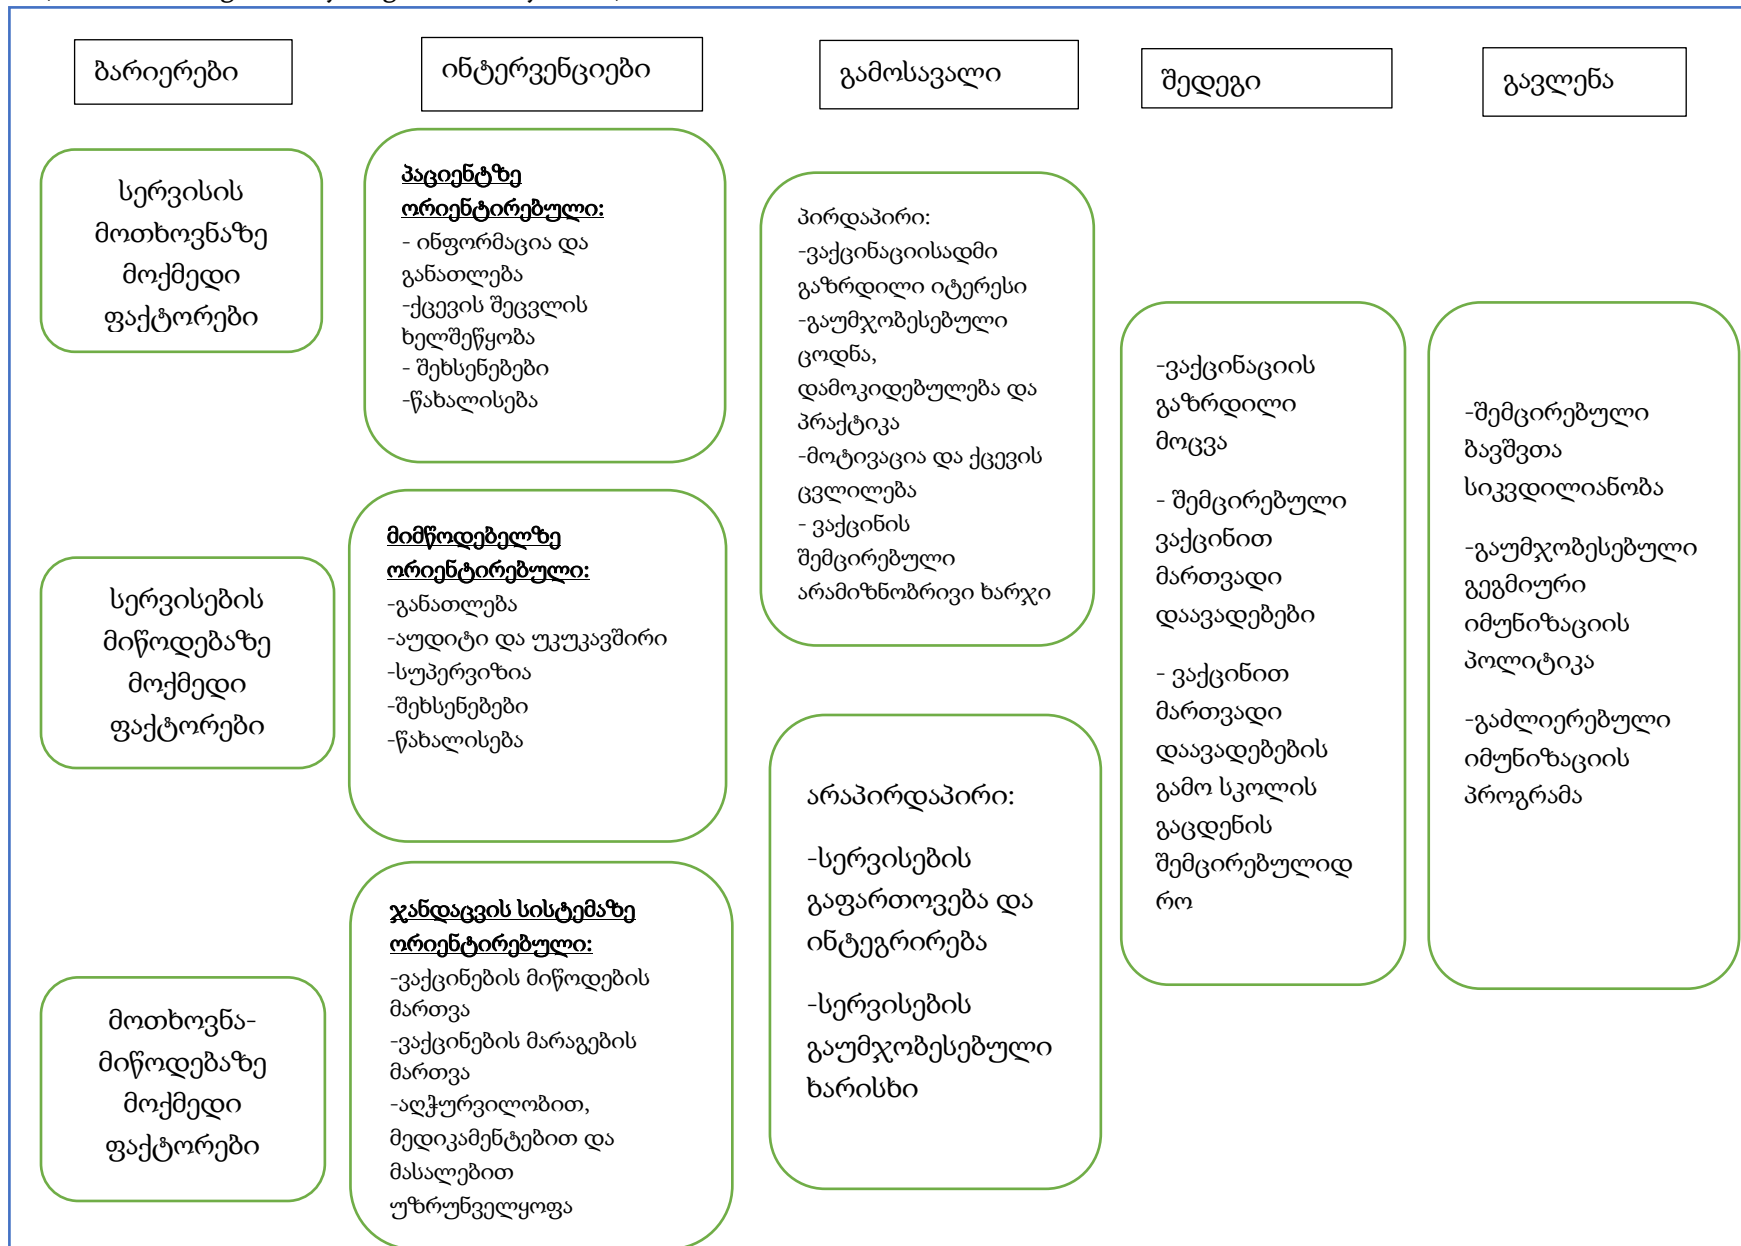 ბარიერები
ინტერვენციები
გამოსავალი
შედეგი
გავლენა
სერვისის
მოთხოვნაზე
მოქმედი
ფაქტორები
სერვისების
მიწოდებაზე
მოქმედი
ფაქტორები
მოთხოვნა-
მიწოდებაზე
მოქმედი
ფაქტორები
პაციენტზე
ორიენტირებული:
- ინფორმაცია და
განათლება
-ქცევის შეცვლის
ხელშეწყობა
- შეხსენებები
-წახალისება
მიმწოდებელზე
ორიენტირებული:
-განათლება
-აუდიტი და უკუკავშირი
-სუპერვიზია
-შეხსენებები
-წახალისება
ჯანდაცვის სისტემაზე
ორიენტირებული:
-ვაქცინების მიწოდების
მართვა
-ვაქცინების მარაგების
მართვა
-აღჭურვილობით,
მედიკამენტებით და
მასალებით
უზრუნველყოფა
პირდაპირი:
-ვაქცინაციისადმი
გაზრდილი იტერესი
-გაუმჯობესებული
ცოდნა,
დამოკიდებულება და
პრაქტიკა
-მოტივაცია და ქცევის
ცვლილება
- ვაქცინის
შემცირებული
არამიზნობრივი ხარჯი
არაპირდაპირი:
-სერვისების
გაფართოვება და
ინტეგრირება
-სერვისების
გაუმჯობესებული
ხარისხი
-ვაქცინაციის
გაზრდილი
მოცვა
- შემცირებული
ვაქცინით
მართვადი
დაავადებები
- ვაქცინით
მართვადი
დაავადებების
გამო სკოლის
გაცდენის
შემცირებულიდ
რო
-შემცირებული
ბავშვთა
სიკვდილიანობა
-გაუმჯობესებული
გეგმიური
იმუნიზაციის
პოლიტიკა
-გაძლიერებული
იმუნიზაციის
პროგრამა